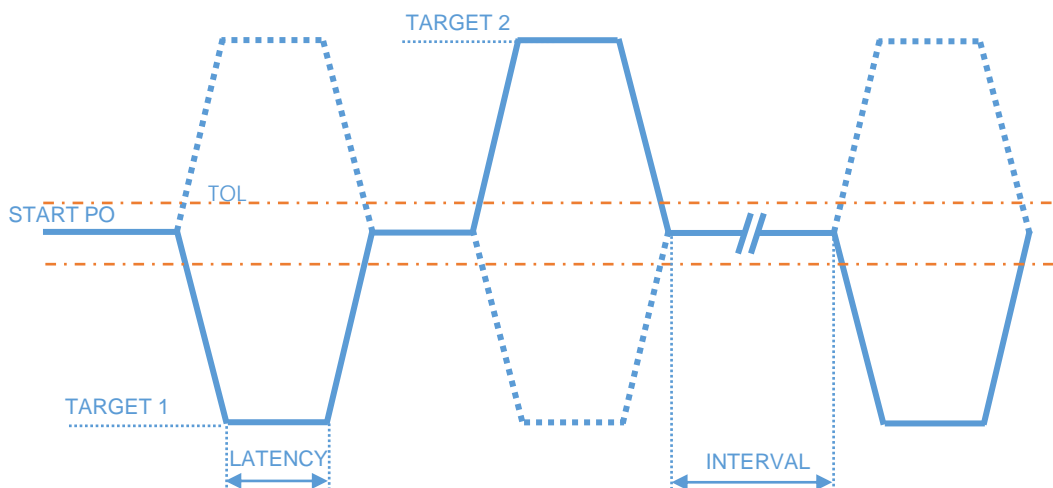 TARGET 2
TOL
START PO
TARGET 1
LATENCY
INTERVAL